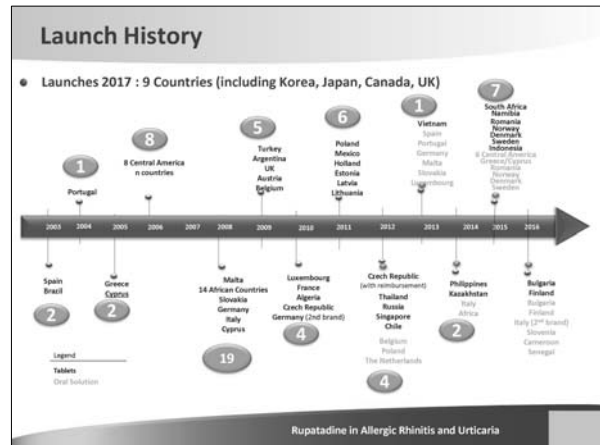 Launch History
Launches 2017 : 9 Countries (including Korea, Japan, Canada, UK)
1
Portugal
8
8 Central America
n countries
5
Turkey
Argentina
UK
Austria
Belgium
6
Poland
Mexico
Holland
Estonia
Latvia
Lithuania
1
Vietnam
Spain
Portugal
Germany
Malta
Slovakia
Luxembourg
7
South Africa
Namibia
Romania
Norway
Denmark
Sweden
Indonesia
6 Central America
Greece/Cyprus
Romania
Norway
Denmark
Sweden
2003 2004 2005 2006 2007 2008 2009 2010 2011 2012 2013 2014 2015 2016
Spain
Brazil
2
Greece
Cyprus
2
Malta
14 African Countries
Slovakia
Germany
Italy
Cyprus
19
Luxembourg
France
Algeria
Czech Republic
Germany (2nd brand)
4
Czech Republic
(with reimbursement)
Thailand
Russia
Singapore
Chile
Belgium
Poland
The Netherlands
4
Philippines
Kazakhstan
Italy
Africa
2
Bulgaria
Finland
Bulgaria
Finland
Italy (2nd brand)
Slovenia
Cameroon
Senegal
Legend
Tablets
Oral Solution
Rupatadine in Allergic Rhinitis and Urticaria